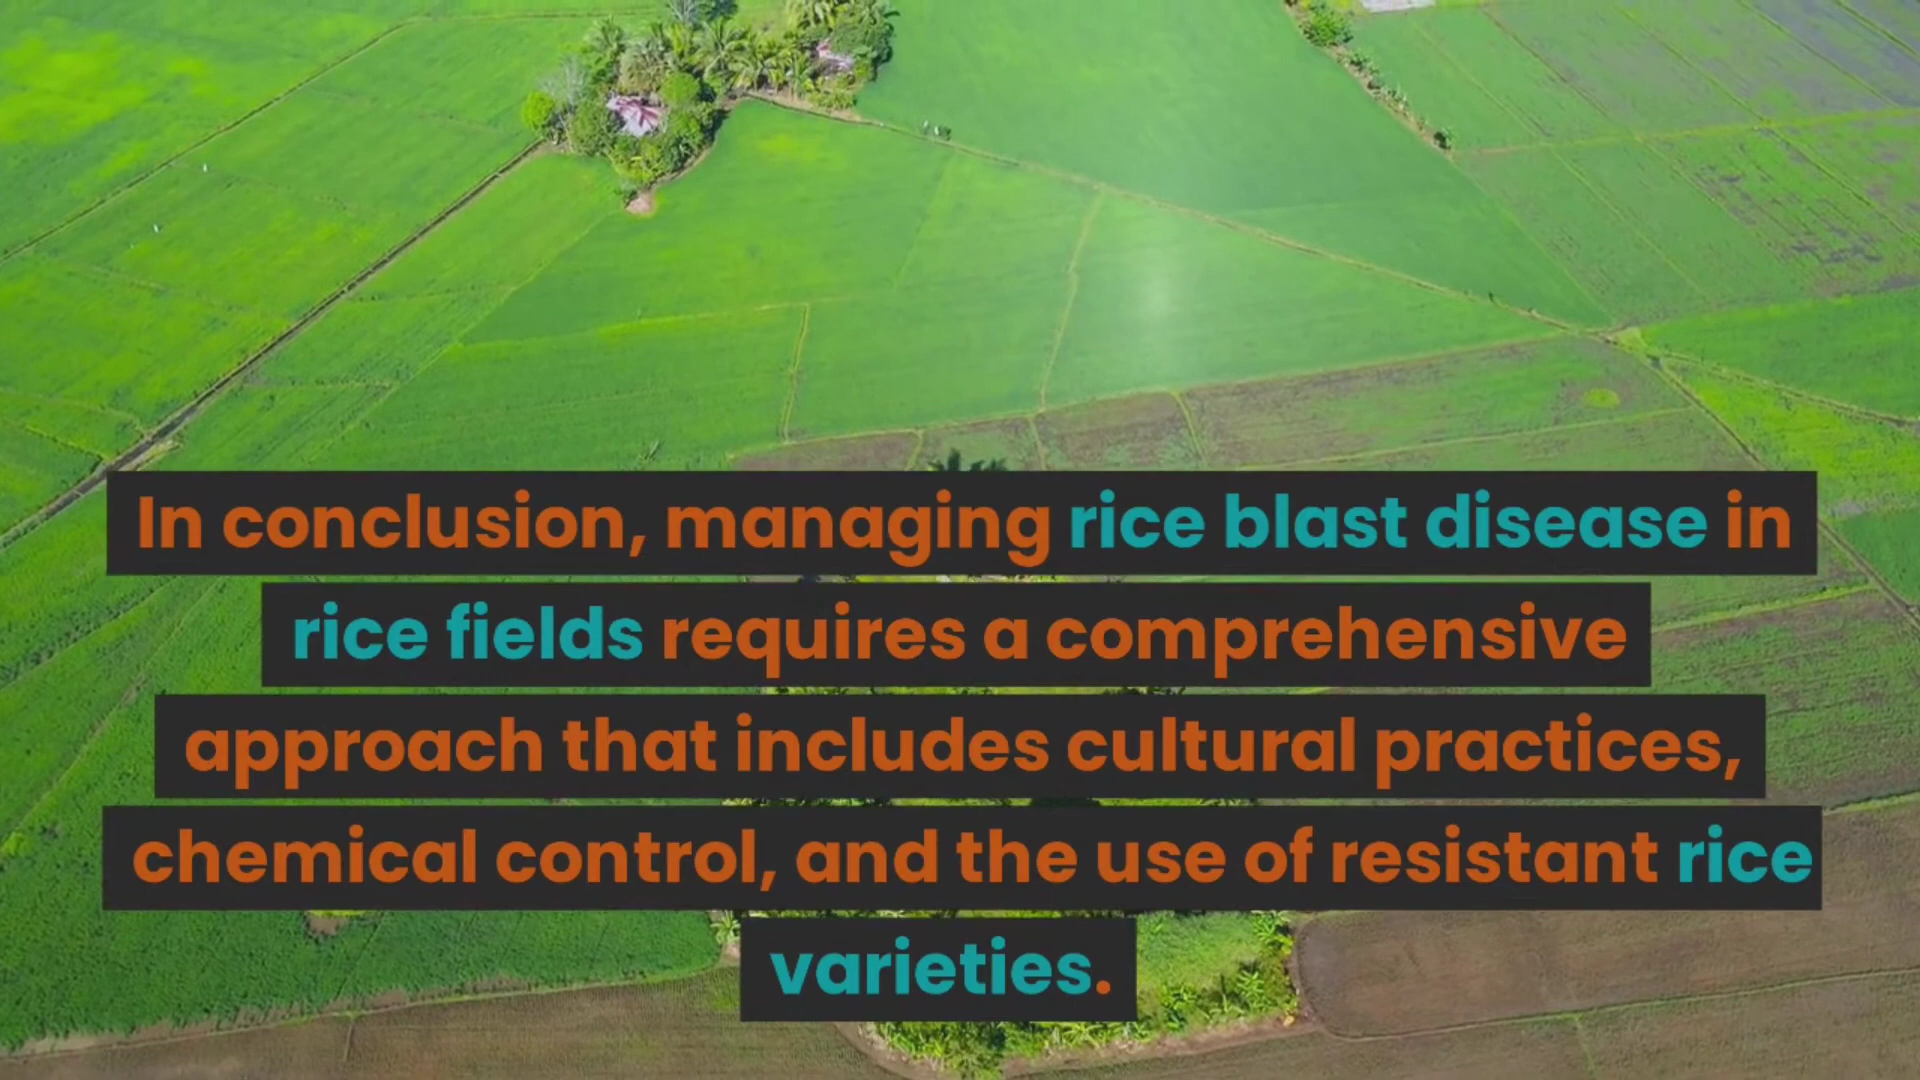 In conclusion, managing rice blast disease in
rice fields requires a comprehensive
approach that includes cultural practices,
chemical control, and the use of resistant rice
varieties.